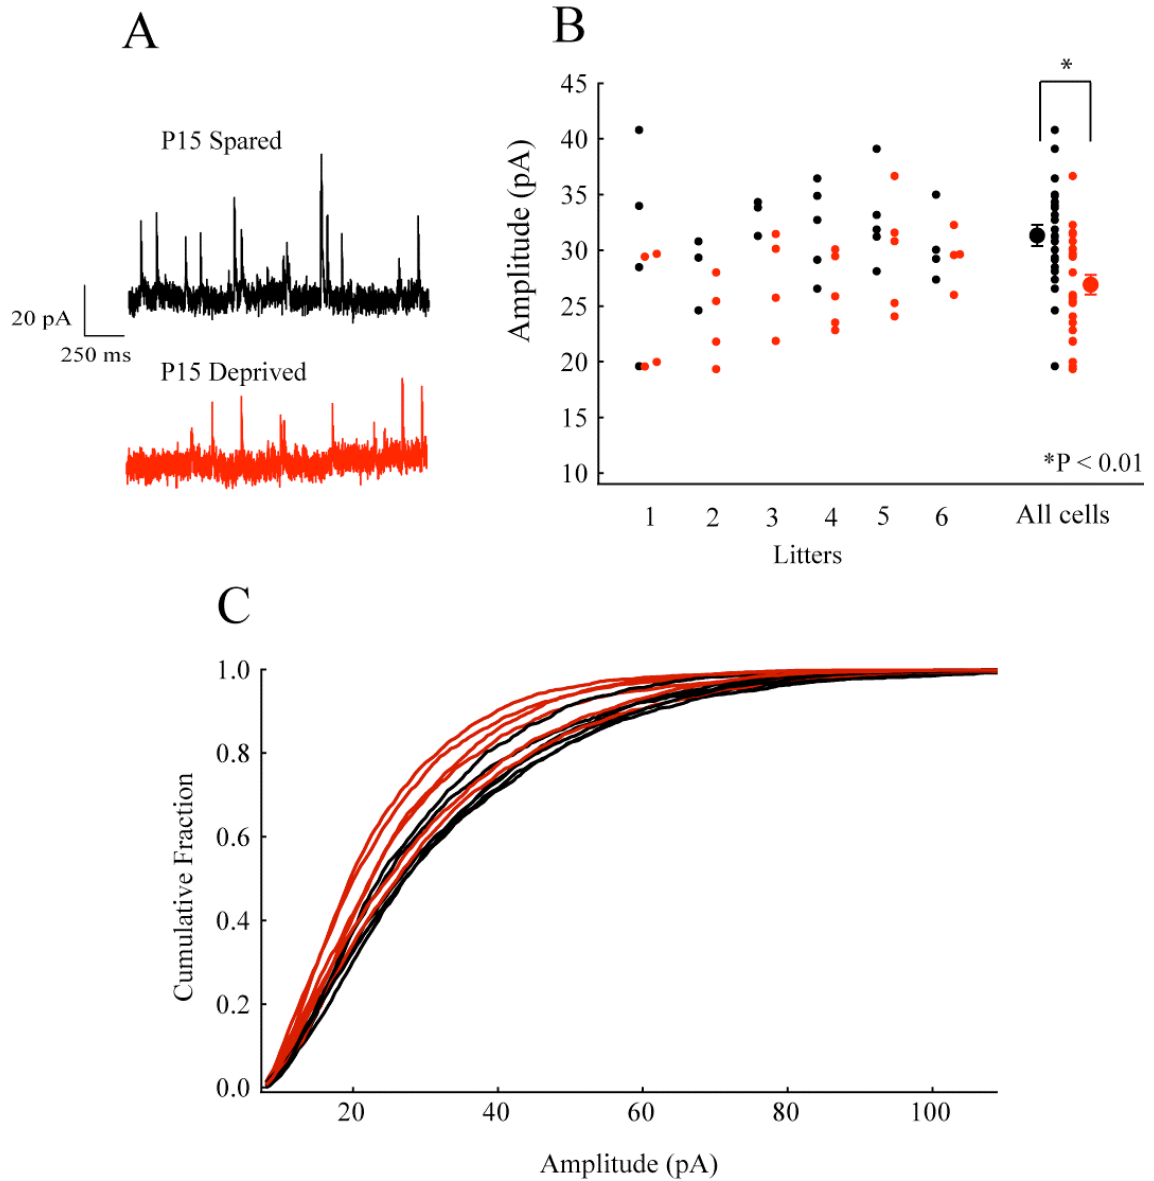 A
P15 Spared
20 pA
250 ms
P15 Deprived
B
Amplitude (pA)
45
40
35
30
25
20
15
10
*
*P < 0.01
1 2 3 4 5 6 All cells
Litters
C
Cumulative Fraction
1.0
0.8
0.6
0.4
0.2
0.0
20 40 60 80 100
Amplitude (pA)